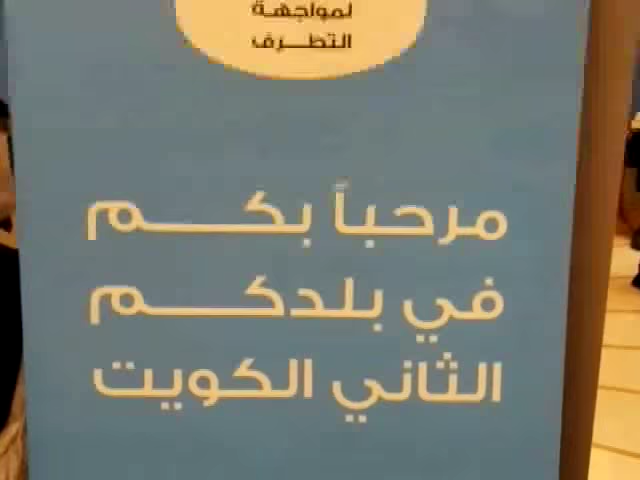 لمواجهة
التطرف
مرحباً بكم
في بلدكم
الثاني الكويت